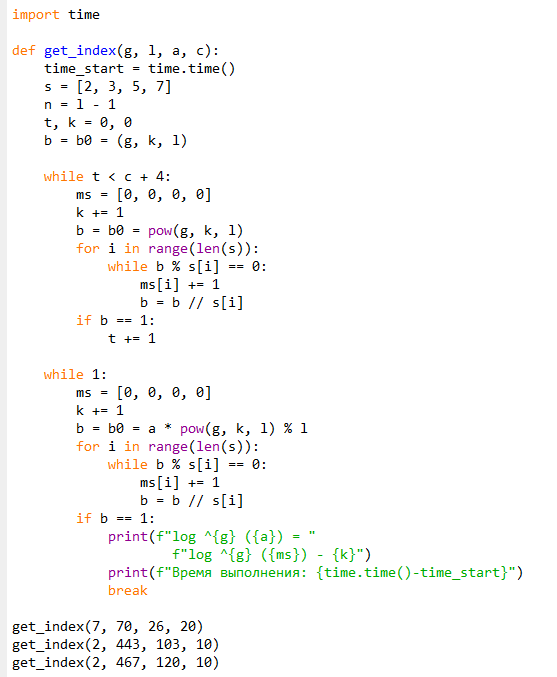 import time

def get_index(g, l, a, c):
    time_start = time.time()
    s = [2, 3, 5, 7]
    n = l - 1
    t, k = 0, 0
    b = b0 = (g, k, l)

    while t < c + 4:
        ms = [0, 0, 0, 0]
        k += 1
        b = b0 = pow(g, k, l)
        for i in range(len(s)):
            while b % s[i] == 0:
                ms[i] += 1
                b = b // s[i]
        if b == 1:
            t += 1

    while 1:
        ms = [0, 0, 0, 0]
        k += 1
        b = b0 = a * pow(g, k, l) % l
        for i in range(len(s)):
            while b % s[i] == 0:
                ms[i] += 1
                b = b // s[i]
        if b == 1:
            print(f"log ^{g} ({a}) = "
                    f"log ^{g} ({ms}) - {k}")
            print(f"Время выполнения: {time.time()-time_start}")
            break

get_index(7, 70, 26, 20)
get_index(2, 443, 103, 10)
get_index(2, 467, 120, 10)